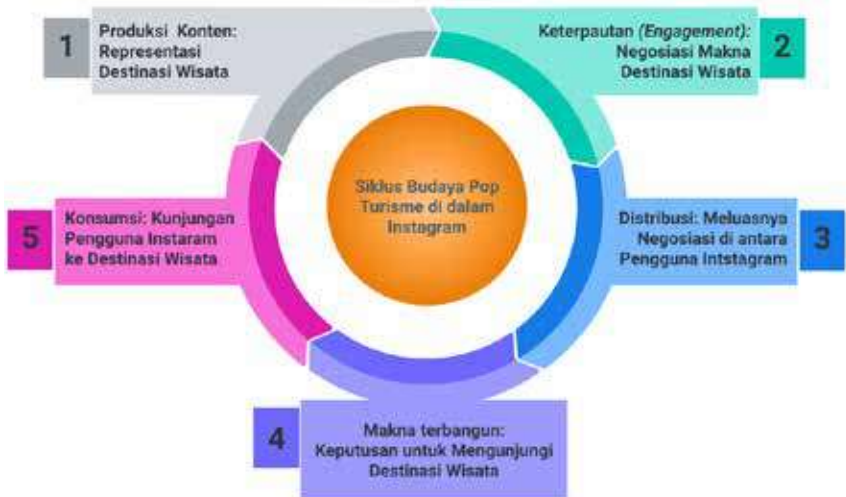 1
Produksi Konten:
Representasi
Destinasi Wisata
Keterpautan (Engagement):
Negosiasi Makna
Destinasi Wisata
2
Siklus Budaya Pop
Turisme di dalam
Instagram
Distribusi: Meluasnya
Negosiasi di antara
Pengguna Intstagram
3
4
Makna terbangun:
Keputusan untuk Mengunjungi
Destinasi Wisata
5
Konsumsi: Kunjungan
Pengguna Instaram
ke Destinasi Wisata